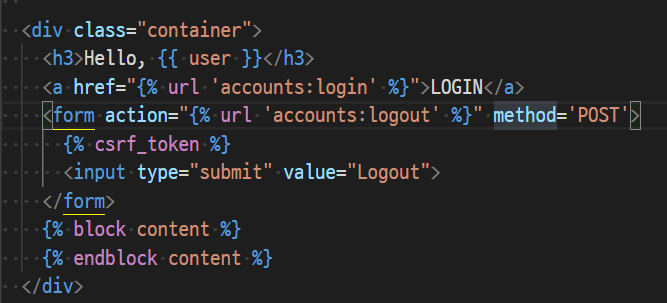 <div class="container">
<h3>Hello, {{ user }}</h3>
<a href="{% url 'accounts:login' %}">LOGIN</a>
<form action="{% url 'accounts:logout' %}" method='POST'>
{% csrf_token %}
<input type="submit" value="Logout">
</form>
{% block content %}
{% endblock content %}
</div>